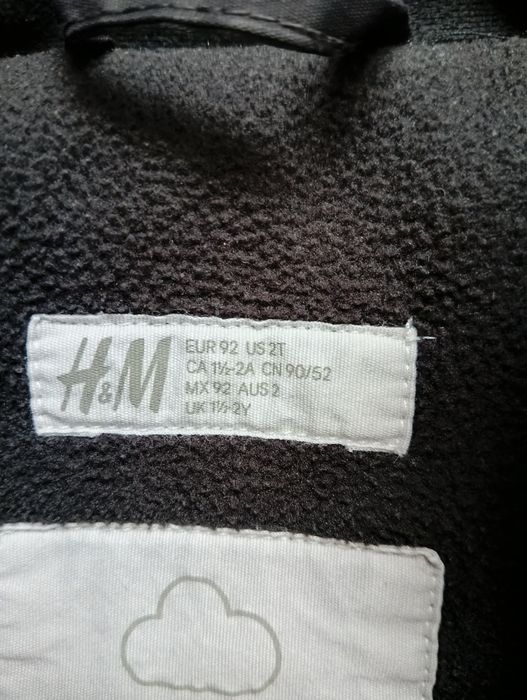 H&M
EUR 92 US 2T
CA 1½-2A CN 90/52
MX 92 AUS 2
UK 1½-2Y